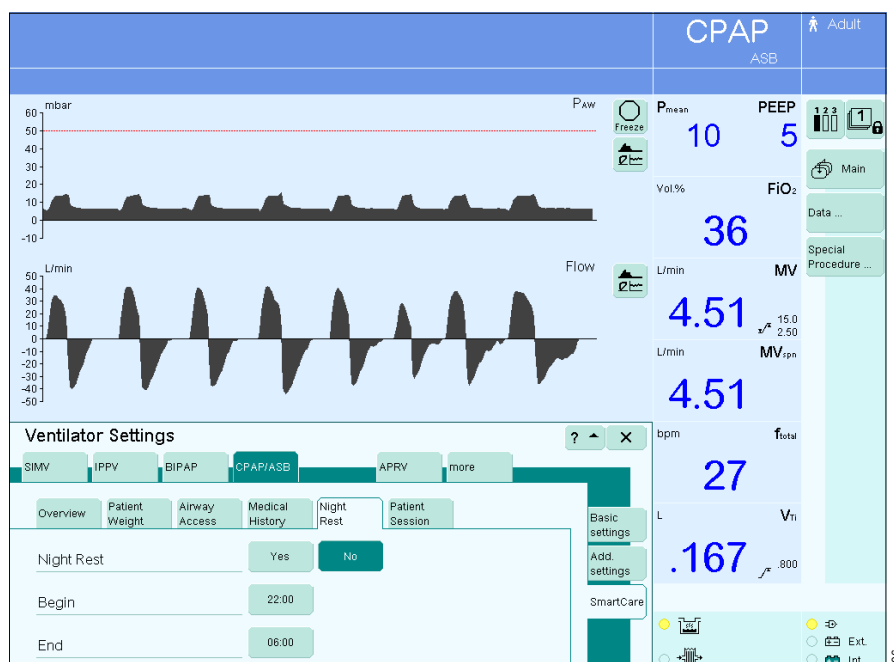 CPAP
ASB
Adult
mbar
PAW
60
50
40
30
20
10
0
-10
Freeze
Pmean
PEEP
10
5
1 2 3
1
Main
Vol.%
FiO2
36
Data ...
Special
Procedure ...
L/min
Flow
50
40
30
20
10
0
-10
-20
-30
-40
-50
L/min
MV
4.51
15.0
2.50
L/min
MVspn
4.51
Ventilator Settings
?
bpm
ftotal
27
SIMV
IPPV
BIPAP
CPAP/ASB
APRV
more
Overview
Patient
Weight
Airway
Access
Medical
History
Night
Rest
Patient
Session
Basic
settings
Add.
settings
SmartCare
L
VTi
.167
.800
Night Rest
Yes
No
Begin
22:00
End
06:00
Ext.
Int.